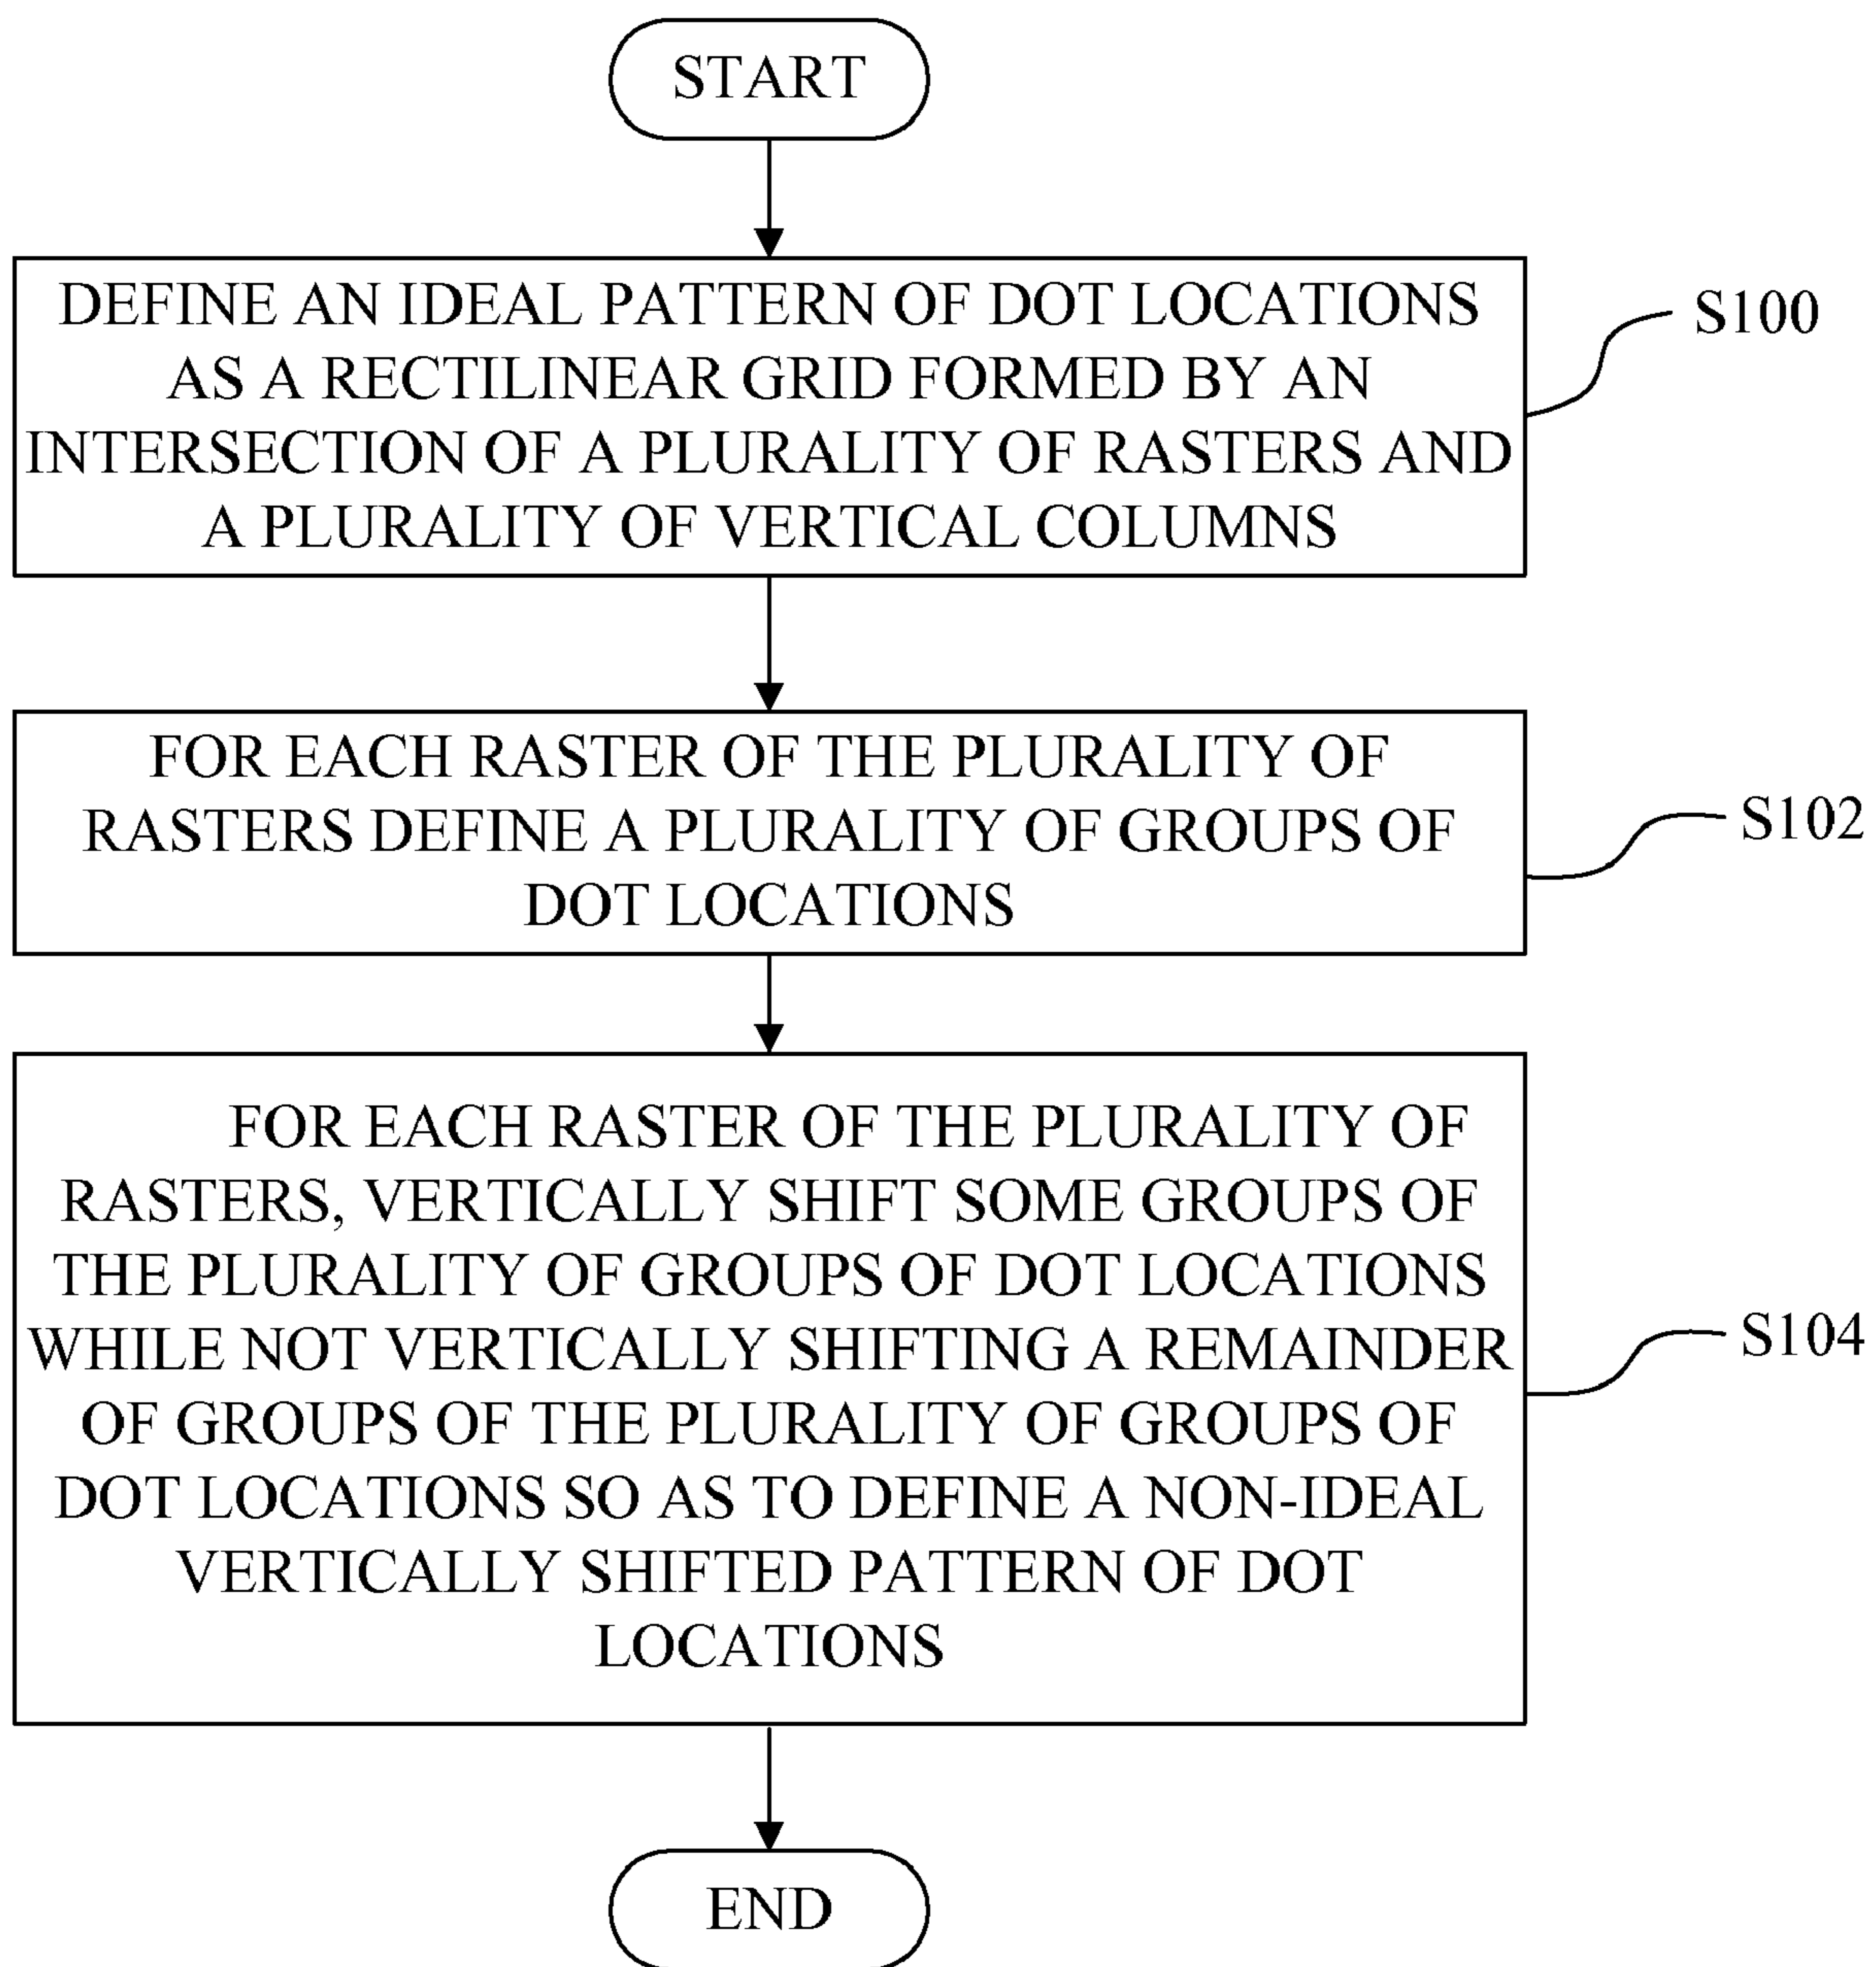 START
DEFINE AN IDEAL PATTERN OF DOT LOCATIONS
AS A RECTILINEAR GRID FORMED BY AN
INTERSECTION OF A PLURALITY OF RASTERS AND
A PLURALITY OF VERTICAL COLUMNS
S100
FOR EACH RASTER OF THE PLURALITY OF
RASTERS DEFINE A PLURALITY OF GROUPS OF
DOT LOCATIONS
S102
FOR EACH RASTER OF THE PLURALITY OF
RASTERS, VERTICALLY SHIFT SOME GROUPS OF
THE PLURALITY OF GROUPS OF DOT LOCATIONS
WHILE NOT VERTICALLY SHIFTING A REMAINDER
OF GROUPS OF THE PLURALITY OF GROUPS OF
DOT LOCATIONS SO AS TO DEFINE A NON-IDEAL
VERTICALLY SHIFTED PATTERN OF DOT
LOCATIONS
S104
END